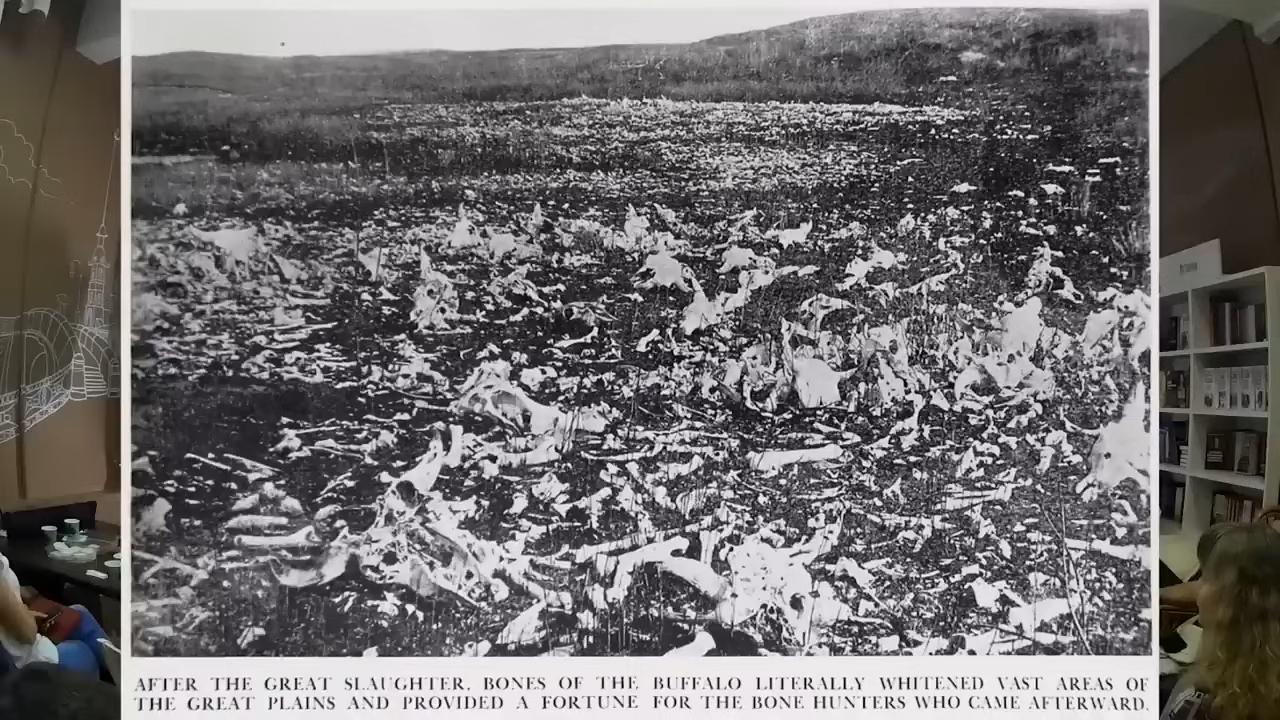 AFTER THE GREAT SLAUGHTER, BONES OF THE BUFFALO LITERALLY WHITENED VAST AREAS OF
THE GREAT PLAINS AND PROVIDED A FORTUNE FOR THE BONE HUNTERS WHO CAME AFTERWARD.